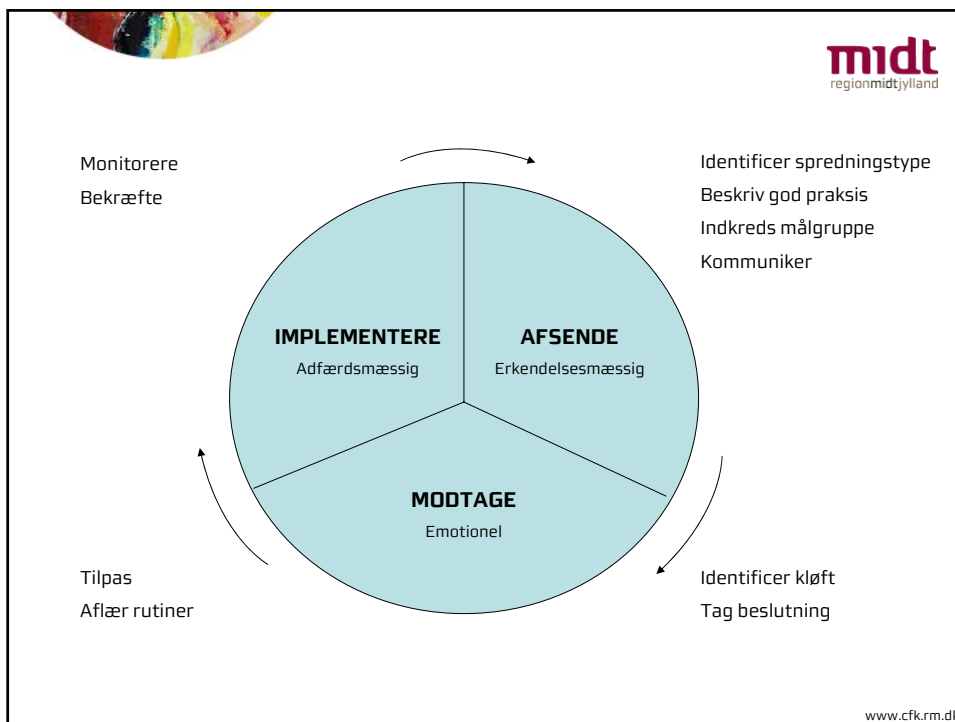 midt
regionmidtjylland
Monitorere
Bekræfte
Identificer spredningstype
Beskriv god praksis
Indkreds målgruppe
Kommuniker
IMPLEMENTERE
Adfærdsmæssig
AFSENDE
Erkendelsesmæssig
MODTAGE
Emotionel
Tilpas
Aflær rutiner
Identificer kløft
Tag beslutning
www.cfk.rm.dk